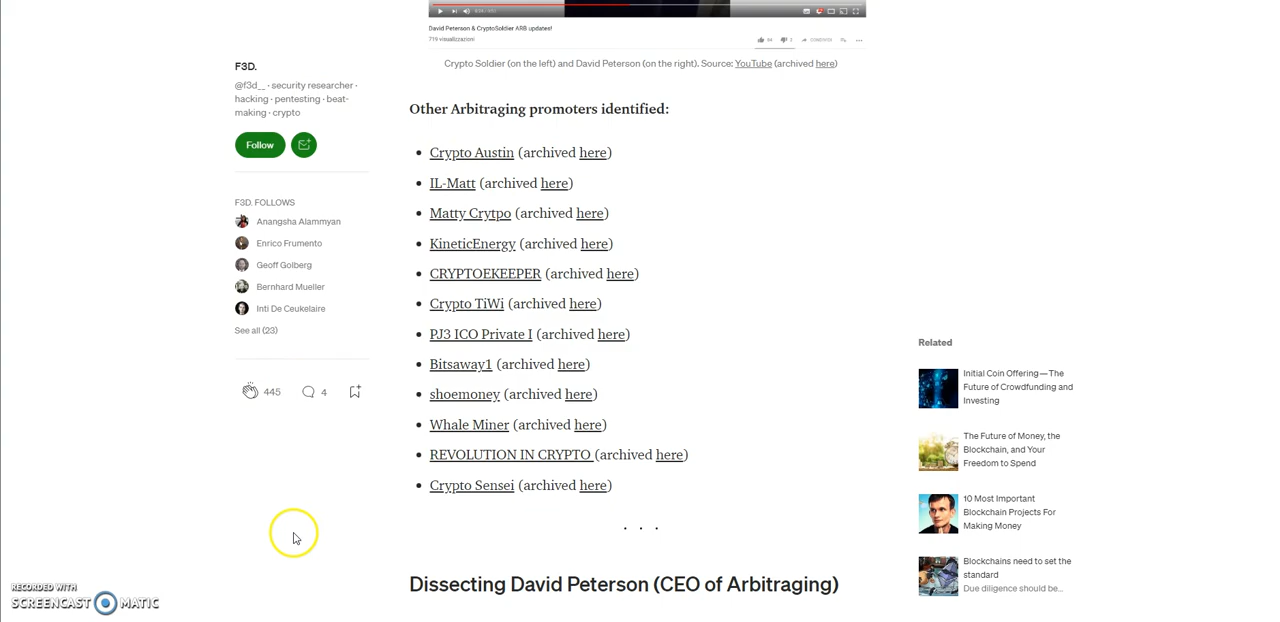 David Peterson & CryptoSoldier ARB updates!
719 visualizzazioni
Crypto Soldier (on the left) and David Peterson (on the right). Source: YouTube (archived here)
F3D.
@f3d__ · security researcher ·
hacking · pentesting · beat-
making · crypto
Follow
F3D. FOLLOWS
Anangsha Alammyan
Enrico Frumento
Geoff Golberg
Bernhard Mueller
Inti De Ceukelaire
See all (23)
445
4
Other Arbitraging promoters identified:
Crypto Austin (archived here)
IL-Matt (archived here)
Matty Crytpo (archived here)
KineticEnergy (archived here)
CRYPTOEKEEPER (archived here)
Crypto TiWi (archived here)
PJ3 ICO Private I (archived here)
Bitsaway1 (archived here)
shoemoney (archived here)
Whale Miner (archived here)
REVOLUTION IN CRYPTO (archived here)
Crypto Sensei (archived here)
. . .
Dissecting David Peterson (CEO of Arbitraging)
Related
Initial Coin Offering — The
Future of Crowdfunding and
Investing
The Future of Money, the
Blockchain, and Your
Freedom to Spend
10 Most Important
Blockchain Projects For
Making Money
Blockchains need to set the
standard
Due diligence should be...
RECORDED WITH
SCREENCAST MATIC